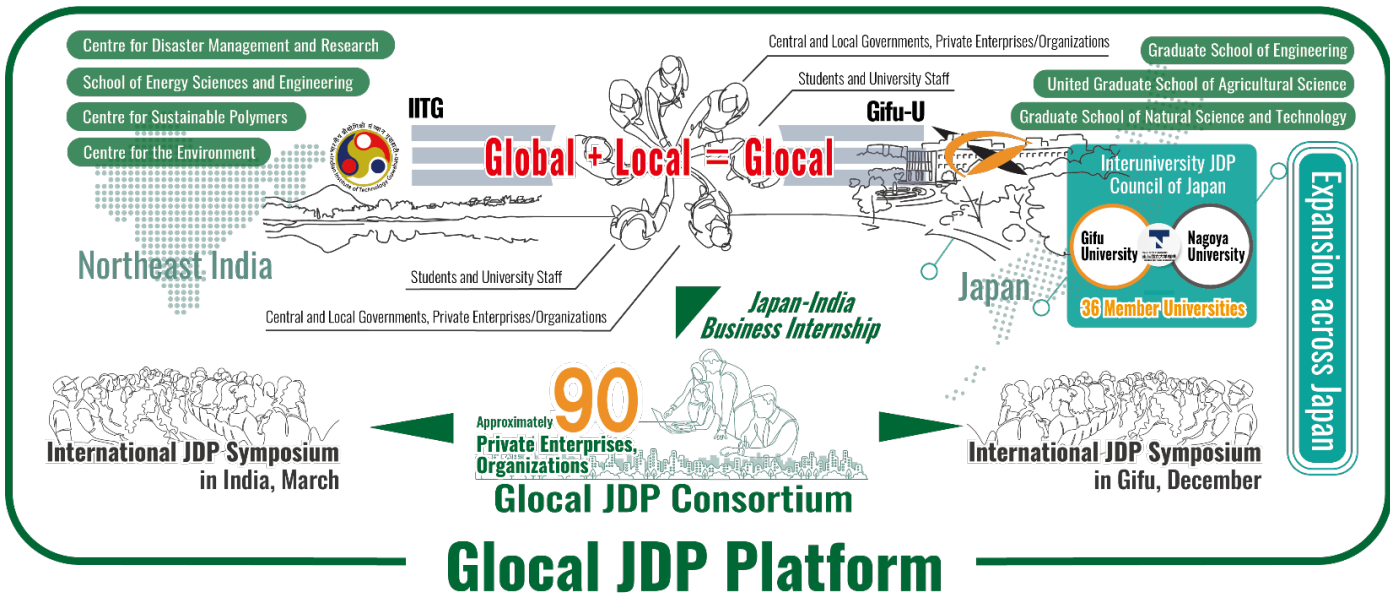 Centre for Disaster Management and Research
School of Energy Sciences and Engineering
Centre for Sustainable Polymers
Centre for the Environment
Northeast India
IITG
Indian Institute of Technology Guwahati
Central and Local Governments, Private Enterprises/Organizations
Students and University Staff
Gifu-U
Global + Local = Glocal
Graduate School of Engineering
United Graduate School of Agricultural Science
Graduate School of Natural Science and Technology
Interuniversity JDP
Council of Japan
Gifu
University
Nagoya
University
36 Member Universities
Expansion across Japan
Japan
Students and University Staff
Central and Local Governments, Private Enterprises/Organizations
Japan-India
Business Internship
International JDP Symposium
in India, March
Approximately 90
Private Enterprises,
Organizations
Glocal JDP Consortium
International JDP Symposium
in Gifu, December
Glocal JDP Platform